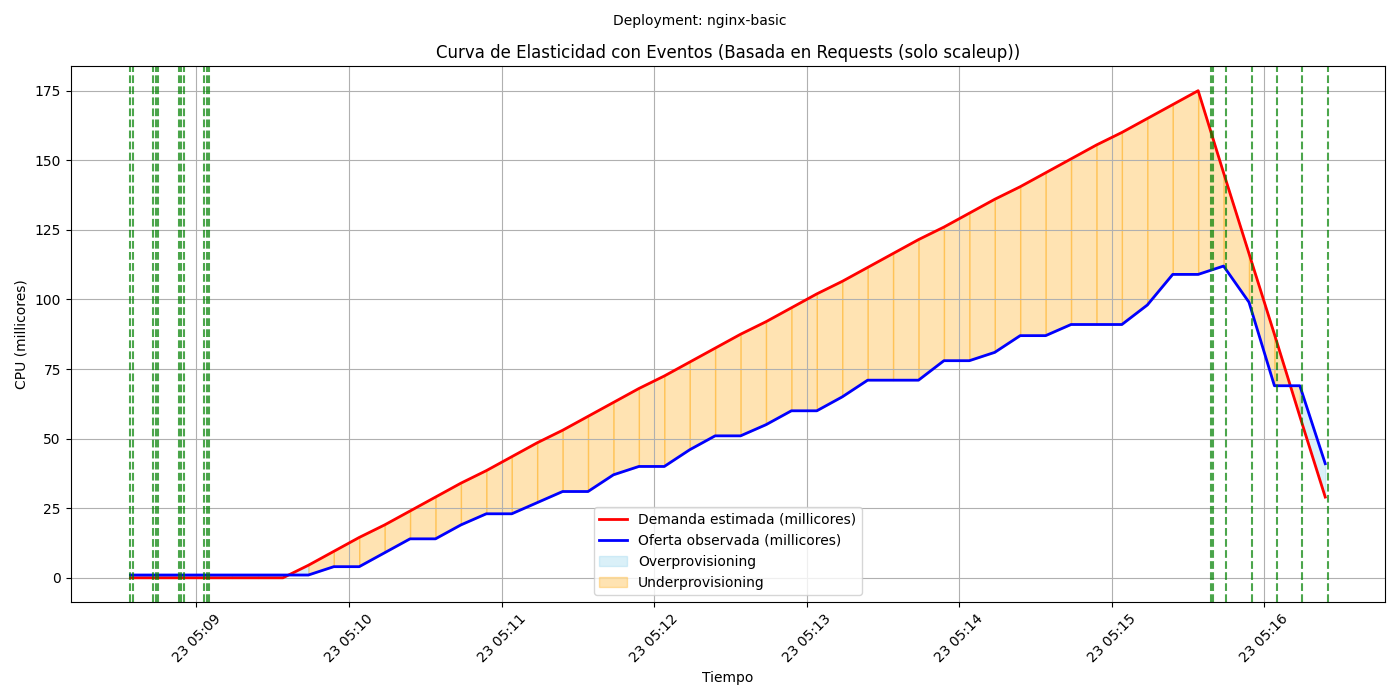 Deployment: nginx-basic
Curva de Elasticidad con Eventos (Basada en Requests (solo scaleup))
CPU (millicores)
175
150
125
100
75
50
25
0
Demanda estimada (millicores)
Oferta observada (millicores)
Overprovisioning
Underprovisioning
23 05:09
23 05:10
23 05:11
23 05:12
23 05:13
23 05:14
23 05:15
23 05:16
Tiempo